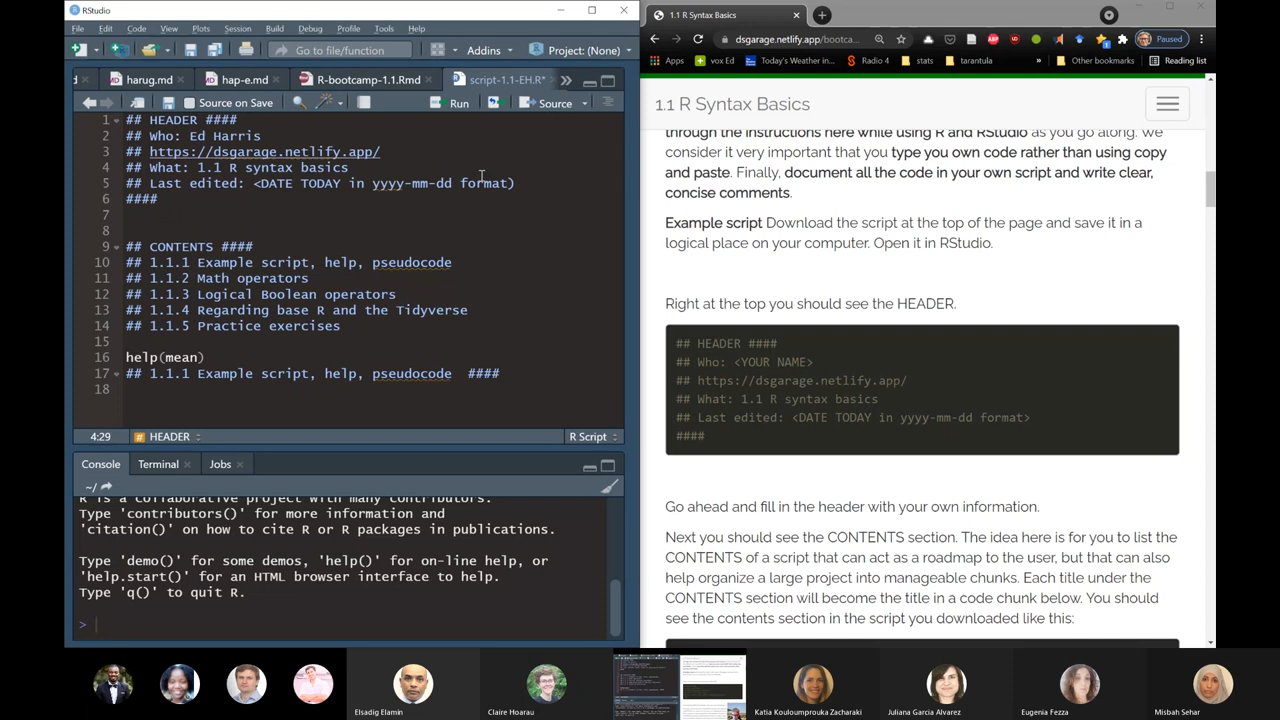 RStudio
File Edit Code View Plots Session Build Debug Profile Tools Help
Go to file/function Addins Project: (None)
d harug.md hap-e.md R-bootcamp-1.1.Rmd script-1.1-EH.R*
Source on Save Source
1 ## HEADER ####
2 ## Who: Ed Harris
3 ## https://dsgarage.netlify.app/
4 ## What: 1.1 R syntax basics
5 ## Last edited: <DATE TODAY in yyyy-mm-dd format)
6 ####
7
8
9 ## CONTENTS ####
10 ## 1.1.1 Example script, help, pseudocode
11 ## 1.1.2 Math operators
12 ## 1.1.3 Logical Boolean operators
13 ## 1.1.4 Regarding base R and the Tidyverse
14 ## 1.1.5 Practice exercises
15
16 help(mean)
17 ## 1.1.1 Example script, help, pseudocode ####
18
4:29 # HEADER R Script
Console Terminal Jobs
~/
R is a collaborative project with many contributors.
Type 'contributors()' for more information and
'citation()' on how to cite R or R packages in publications.
Type 'demo()' for some demos, 'help()' for on-line help, or
'help.start()' for an HTML browser interface to help.
Type 'q()' to quit R.
>
1.1 R Syntax Basics
dsgarage.netlify.app/bootca... Paused
Apps vox Ed Today's Weather in... Radio 4 stats tarantula Other bookmarks Reading list
1.1 R Syntax Basics
through the instructions here while using R and RStudio as you go along. We
consider it very important that you type you own code rather than using copy
and paste. Finally, document all the code in your own script and write clear,
concise comments.
Example script Download the script at the top of the page and save it in a
logical place on your computer. Open it in RStudio.
Right at the top you should see the HEADER.
## HEADER ####
## Who: <YOUR NAME>
## https://dsgarage.netlify.app/
## What: 1.1 R syntax basics
## Last edited: <DATE TODAY in yyyy-mm-dd format>
####
Go ahead and fill in the header with your own information.
Next you should see the CONTENTS section. The idea here is for you to list the
CONTENTS of a script that can act as a roadmap to the user, but that can also
help organize a large project into manageable chunks. Each title under the
CONTENTS section will become the title in a code chunk below. You should
see the contents section in the script you downloaded like this:
Claire Hoarau Katia Kouloumprouka Zacharaki Juncal Garcia Alvarez Eugenia Fezza Misbah Sehar